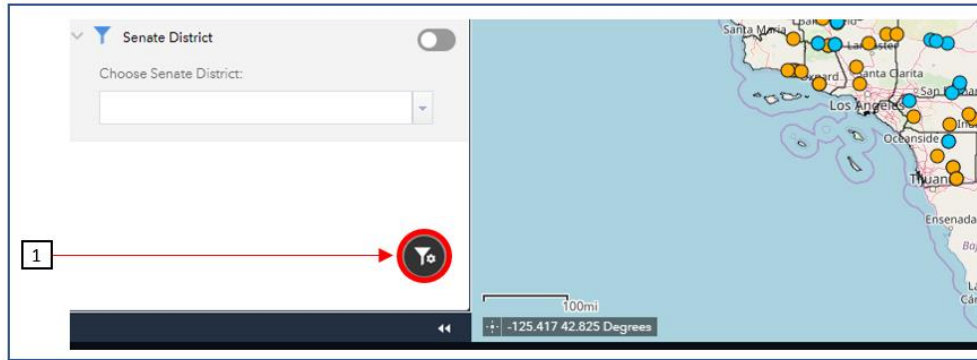 Senate District
Choose Senate District:
1
Santa Maria
Lancaster
Oxnard
Santa Clarita
Los Angeles
Oceanside
Tijuana
Ensenada
100mi
-125.417 42.825 Degrees